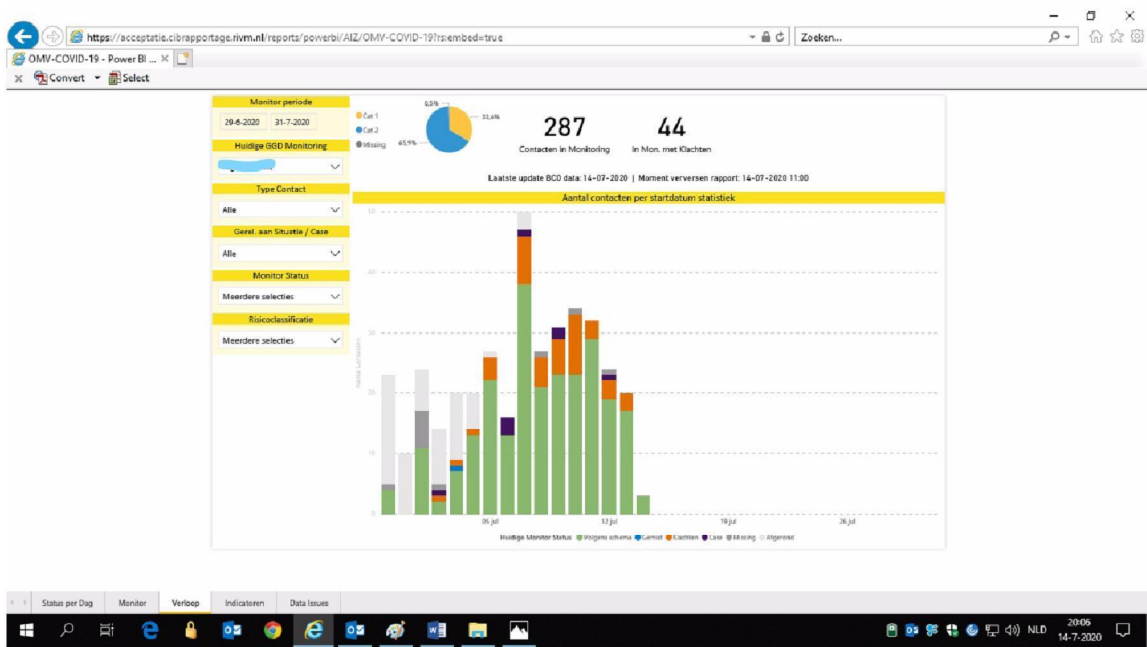 https://acceptatie.cibrapportage.rivm.nl/reports/powerbi/AIZ/OMV-COVID-19?rs:embed=true
Zoeken...
OMV-COVID-19 - Power BI ...
Convert Select
Monitor periode
29-6-2020 31-7-2020
Huidige GGD Monitoring
Type Contact
Alle
Gerel. aan Situatie / Case
Alle
Monitor Status
Meerdere selecties
Risicoclassificatie
Meerdere selecties
Cat 1
Cat 2
Missing
0,5%
33,6%
65,9%
287
Contacten in Monitoring
44
In Mon. met Klachten
Laatste update BCO data: 14-07-2020 | Moment verversen rapport: 14-07-2020 11:00
Aantal contacten per startdatum statistiek
50
40
30
20
10
0
05 jul
12 jul
19 jul
26 jul
Huidige Monitor Status Volgens schema Gemist Klachten Case Missing Afgerond
Status per Dag Monitor Verloop Indicatoren Data Issues
NLD
20:06
14-7-2020